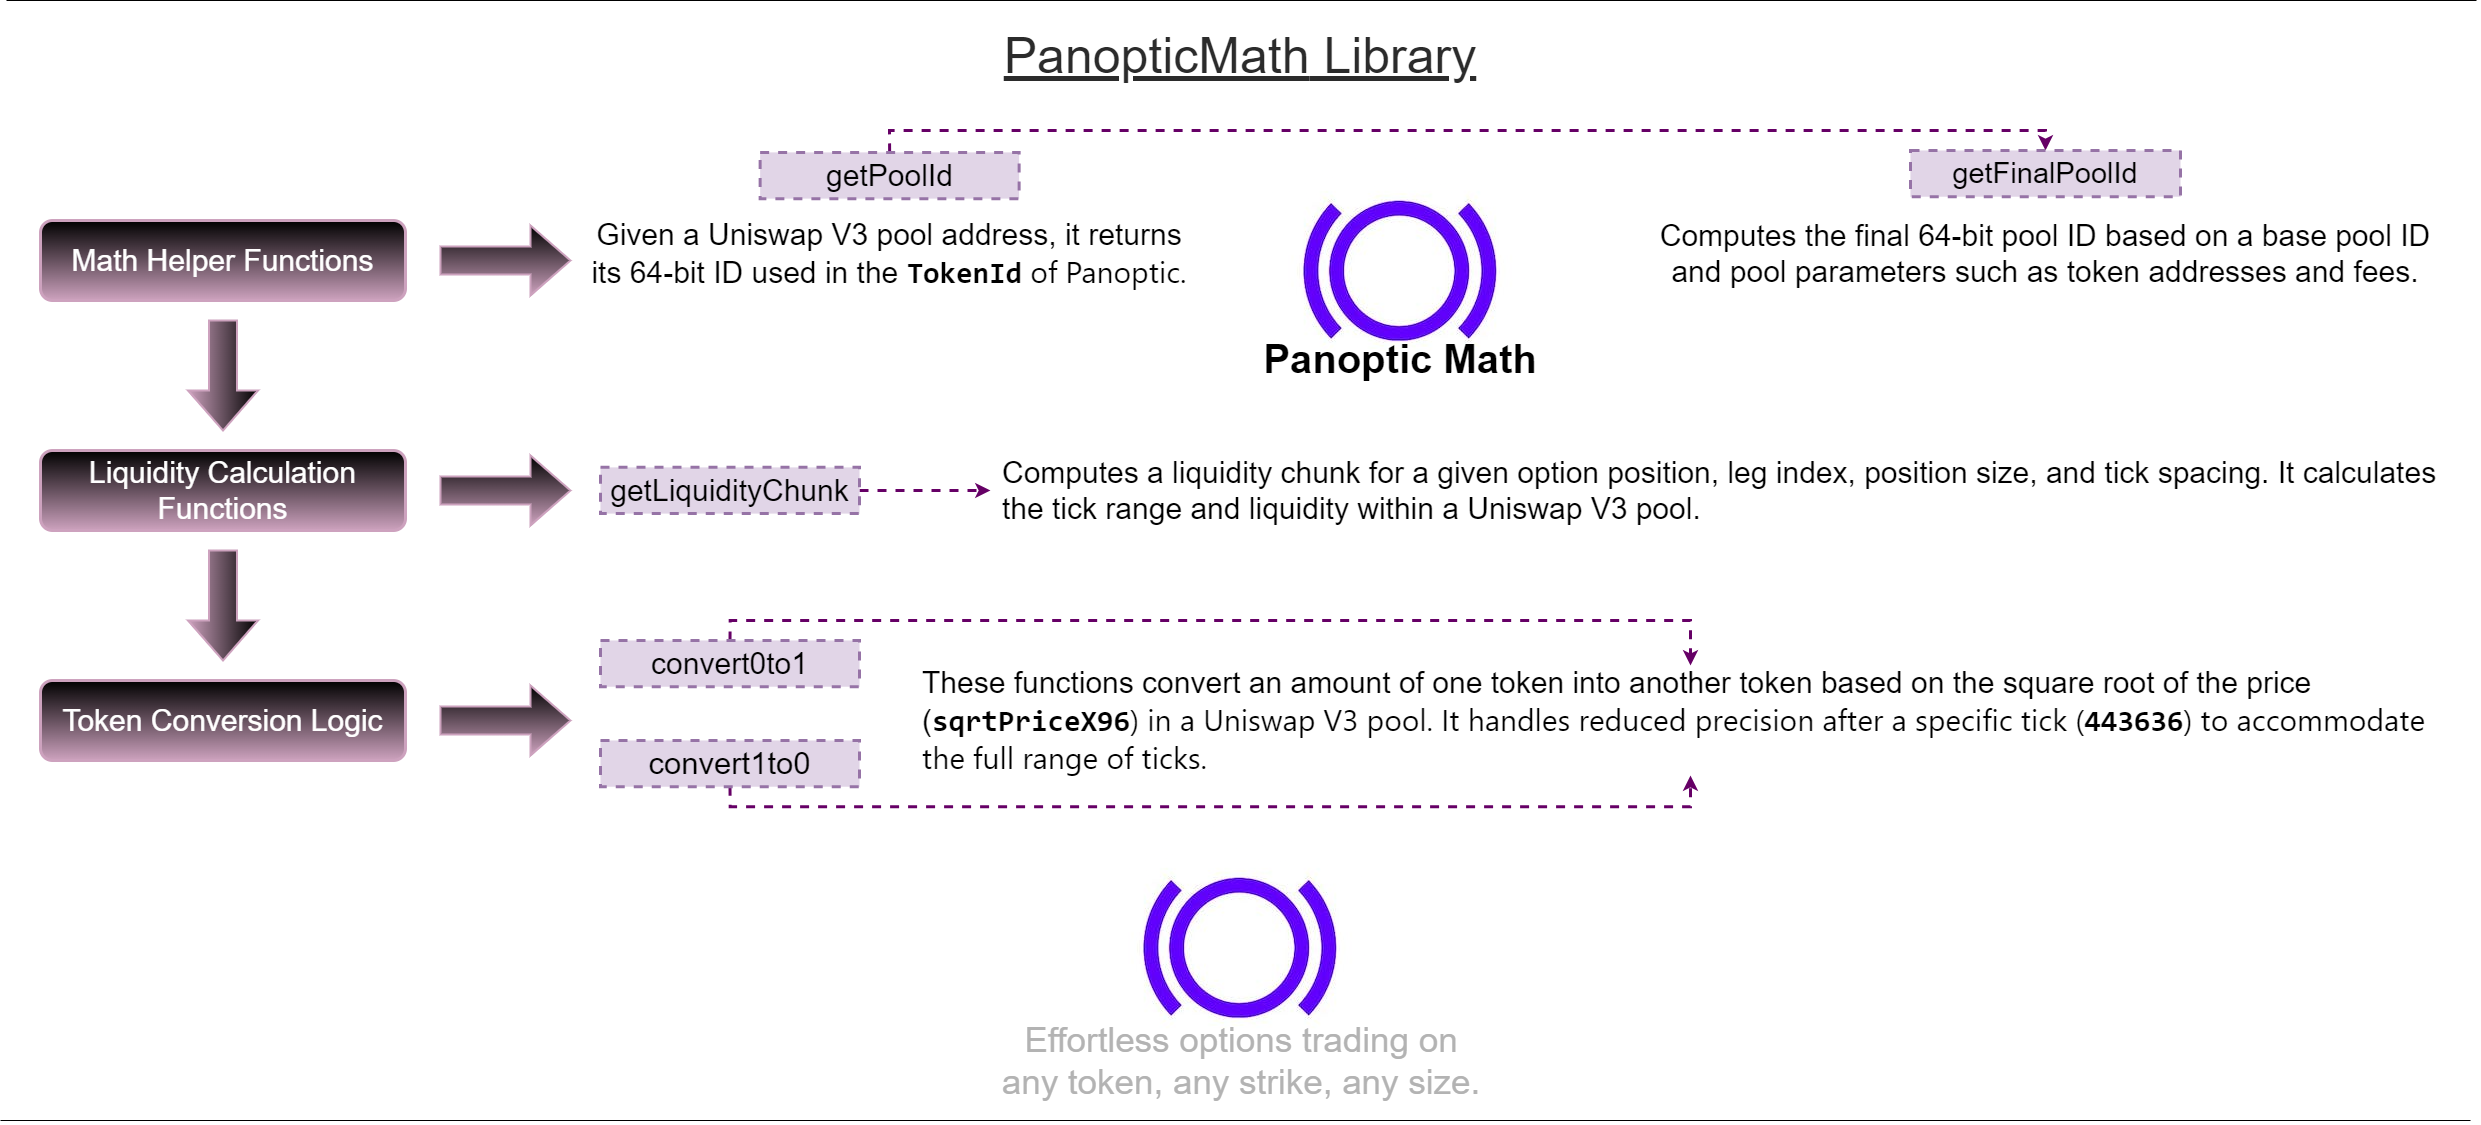 PanopticMath Library
getPoolId
getFinalPoolId
Math Helper Functions
Given a Uniswap V3 pool address, it returns
its 64-bit ID used in the TokenId of Panoptic.
Computes the final 64-bit pool ID based on a base pool ID
and pool parameters such as token addresses and fees.
Panoptic Math
Liquidity Calculation
Functions
getLiquidityChunk
Computes a liquidity chunk for a given option position, leg index, position size, and tick spacing. It calculates
the tick range and liquidity within a Uniswap V3 pool.
Token Conversion Logic
convert0to1
convert1to0
These functions convert an amount of one token into another token based on the square root of the price
(sqrtPriceX96) in a Uniswap V3 pool. It handles reduced precision after a specific tick (443636) to accommodate
the full range of ticks.
Effortless options trading on
any token, any strike, any size.